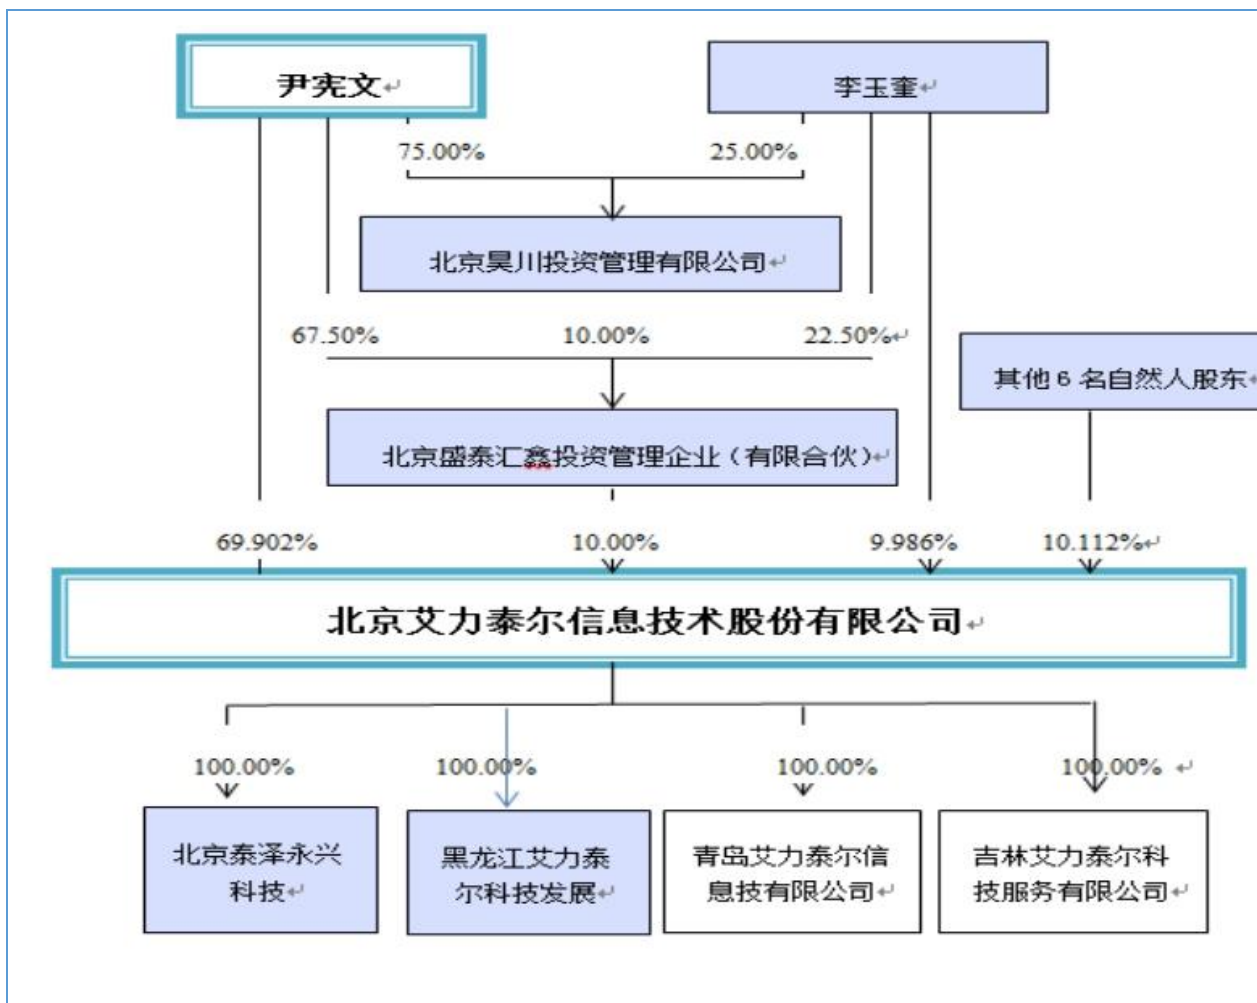 尹宪文
李玉奎
75.00%
25.00%
北京昊川投资管理有限公司
67.50%
10.00%
22.50%
其他6名自然人股东
北京盛泰汇鑫投资管理企业（有限合伙）
69.902%
10.00%
9.986%
10.112%
北京艾力泰尔信息技术股份有限公司
100.00%
100.00%
100.00%
100.00%
北京泰泽永兴
科技
黑龙江艾力泰
尔科技发展
青岛艾力泰尔信
息技有限公司
吉林艾力泰尔科
技服务有限公司